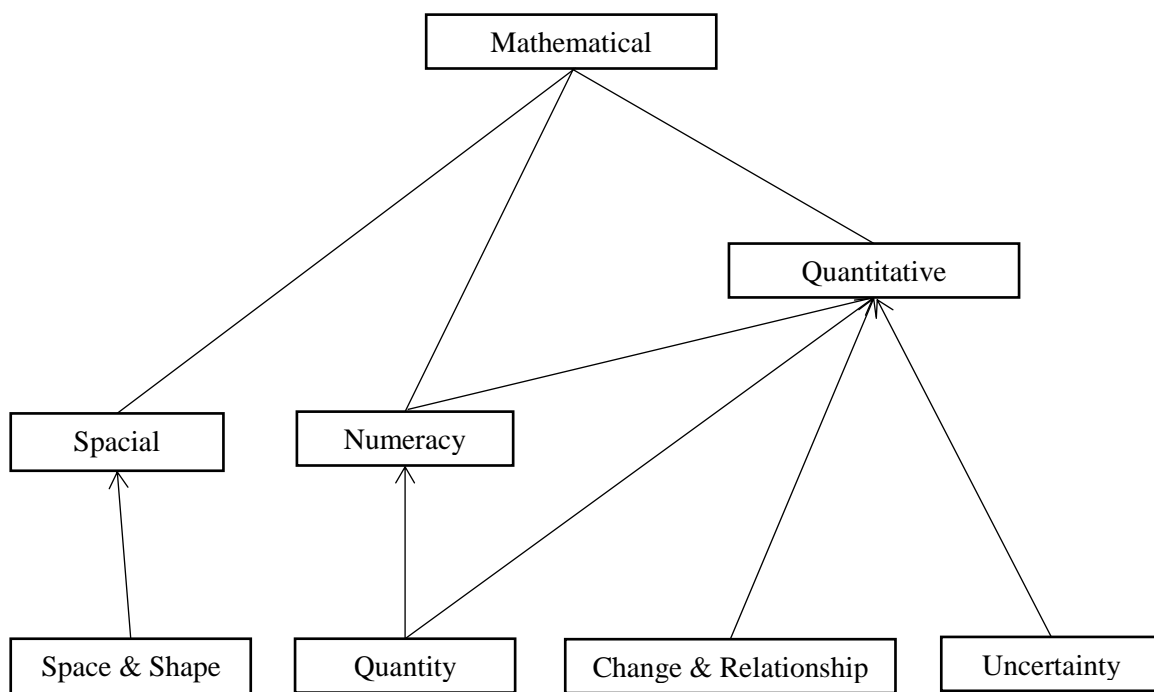 Mathematical
Quantitative
Spacial
Numeracy
Space & Shape
Quantity
Change & Relationship
Uncertainty